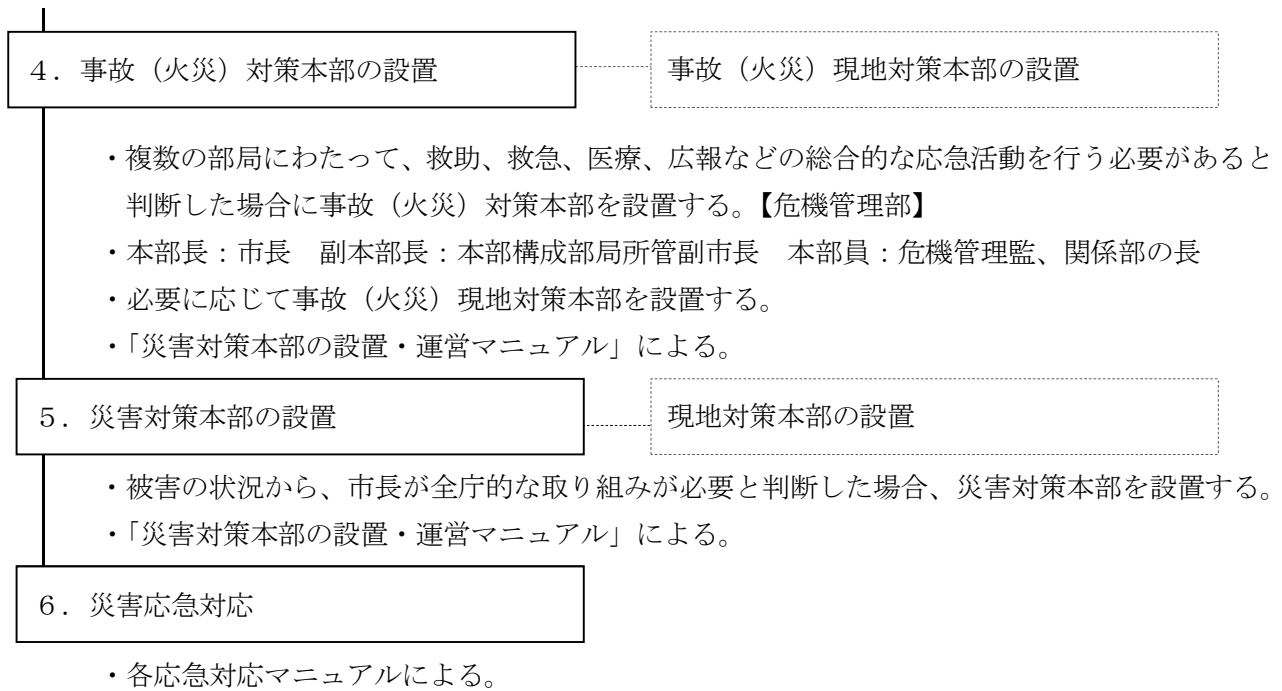 ４．事故（火災）対策本部の設置
事故（火災）現地対策本部の設置
・複数の部局にわたって、救助、救急、医療、広報などの総合的な応急活動を行う必要があると
判断した場合に事故（火災）対策本部を設置する。【危機管理部】
・本部長：市長　副本部長：本部構成部局所管副市長　本部員：危機管理監、関係部の長
・必要に応じて事故（火災）現地対策本部を設置する。
・「災害対策本部の設置・運営マニュアル」による。
５．災害対策本部の設置
現地対策本部の設置
・被害の状況から、市長が全庁的な取り組みが必要と判断した場合、災害対策本部を設置する。
・「災害対策本部の設置・運営マニュアル」による。
６．災害応急対応
・各応急対応マニュアルによる。